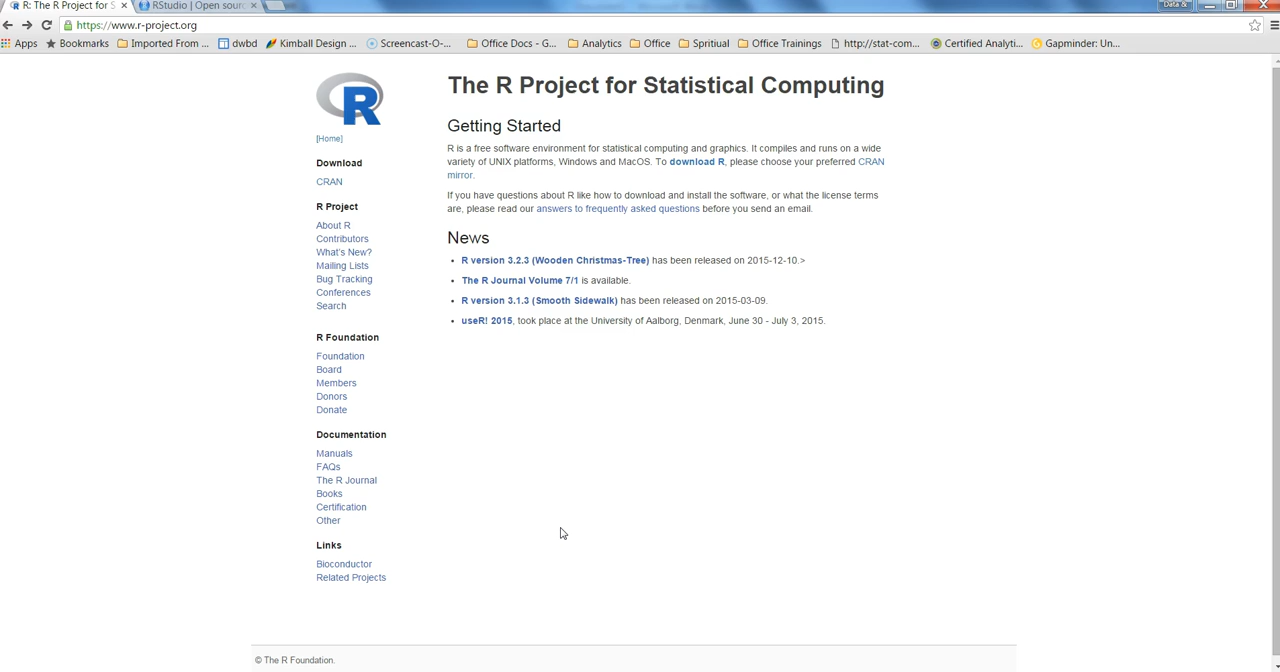 R: The R Project for S
RStudio | Open sourc
Data &
https://www.r-project.org
Apps
Bookmarks
Imported From ...
dwbd
Kimball Design ...
Screencast-O-...
Office Docs - G...
Analytics
Office
Spritiual
Office Trainings
http://stat-com...
Certified Analyti...
Gapminder: Un...
R
[Home]
Download
CRAN
R Project
About R
Contributors
What's New?
Mailing Lists
Bug Tracking
Conferences
Search
R Foundation
Foundation
Board
Members
Donors
Donate
Documentation
Manuals
FAQs
The R Journal
Books
Certification
Other
Links
Bioconductor
Related Projects
The R Project for Statistical Computing
Getting Started
R is a free software environment for statistical computing and graphics. It compiles and runs on a wide
variety of UNIX platforms, Windows and MacOS. To download R, please choose your preferred CRAN
mirror.
If you have questions about R like how to download and install the software, or what the license terms
are, please read our answers to frequently asked questions before you send an email.
News
R version 3.2.3 (Wooden Christmas-Tree) has been released on 2015-12-10.>
The R Journal Volume 7/1 is available.
R version 3.1.3 (Smooth Sidewalk) has been released on 2015-03-09.
useR! 2015, took place at the University of Aalborg, Denmark, June 30 - July 3, 2015.
© The R Foundation.